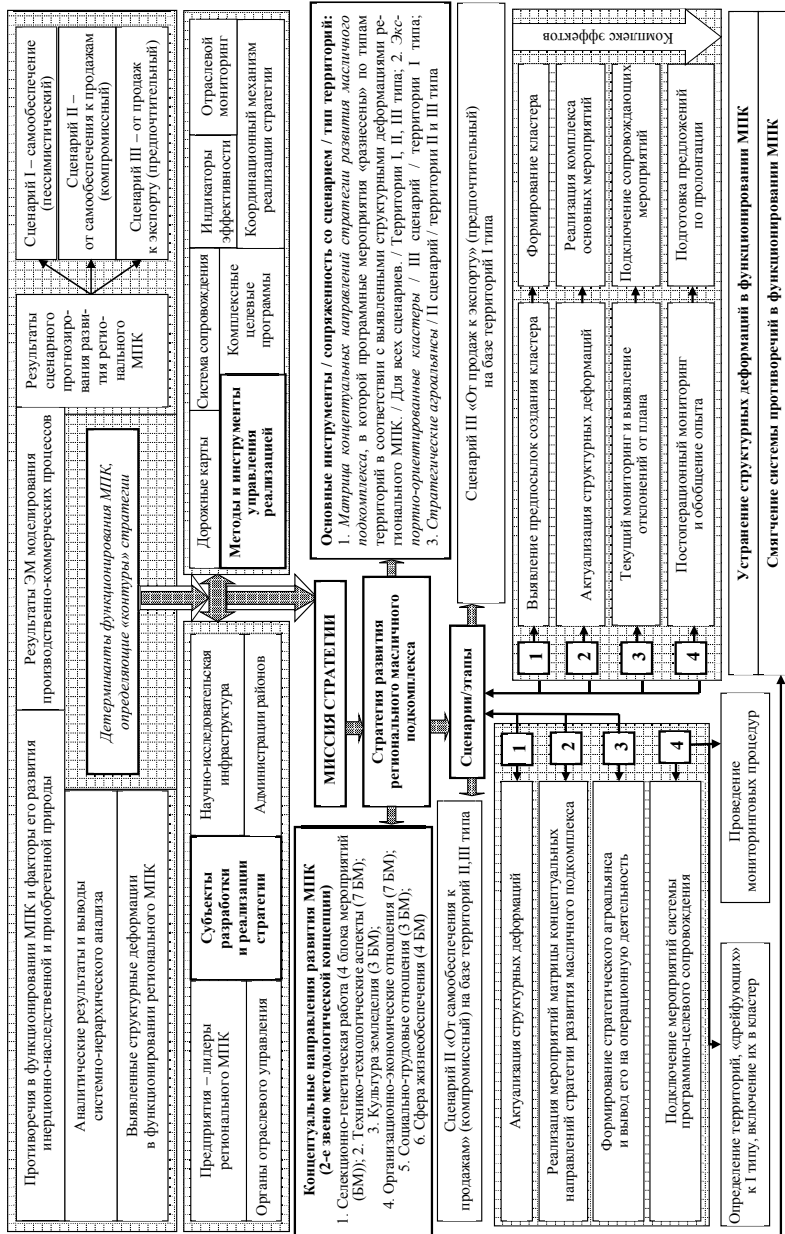 Противоречия в функционировании МПК и факторы его развития
инерционно-наследственной и приобретенной природы
Результаты ЭМ моделирования
производственно-коммерческих процессов
Аналитические результаты и выводы
системно-иерархического анализа
Выявленные структурные деформации
в функционировании регионального МПК
Детерминанты функционирования МПК,
определяющие «контуры» стратегии
Результаты
сценарного
прогнозиро-
вания разви-
тия регио-
нального
МПК
Сценарий I – самообеспечение
(пессимистический)
Сценарий II –
от самообеспечения к продажам
(компромиссный)
Сценарий III – от продаж
к экспорту (предпочтительный)
Предприятия – лидеры
регионального МПК
Органы отраслевого управления
Субъекты
разработки
и реализации
стратегии
Научно-исследовательская
инфраструктура
Администрации районов
Дорожные карты
Система сопровождения
Индикаторы
эффективности
Отраслевой
мониторинг
Методы и инструменты
управления
реализацией
Комплексные
целевые
программы
Координационный механизм
реализации стратегии
МИССИЯ СТРАТЕГИИ
Концептуальные направления развития МПК
(2-е звено методологической концепции)
1. Селекционно-генетическая работа (4 блока мероприятий
(БМ)); 2. Технико-технологические аспекты (7 БМ);
3. Культура земледелия (3 БМ);
4. Организационно-экономические отношения (7 БМ);
5. Социально-трудовые отношения (3 БМ);
6. Сфера жизнеобеспечения (4 БМ)
Стратегия развития
регионального масличного
подкомплекса
Основные инструменты / сопряженность со сценарием / тип территорий:
1. Матрица концептуальных направлений стратегии развития масличного
подкомплекса, в которой программные мероприятия «разнесены» по типам
территорий в соответствии с выявленными структурными деформациями ре-
гионального МПК. / Для всех сценариев. / Территории I, II, III типа; 2. Экс-
портно-ориентированные кластеры / III сценарий / территории I типа;
3. Стратегические агроальянсы / II сценарий / территории II и III типа
Сценарий II «От самообеспечения к
продажам» (компромиссный) на базе территорий II,III типа
Сценарии/этапы
Сценарий III «От продаж к экспорту» (предпочтительный)
на базе территорий I типа
Актуализация структурных деформаций
1
Реализация мероприятий матрицы концептуальных
направлений стратегии развития масличного подкомплекса
2
Формирование стратегического агроальянса
и вывод его на операционную деятельность
3
Подключение мероприятий системы
программно-целевого сопровождения
4
Определение территорий, «дрейфующих»
к I типу, включение их в кластер
Проведение
мониторинговых процедур
1
Выявление предпосылок создания кластера
Формирование кластера
2
Актуализация структурных деформаций
Реализация комплекса
основных мероприятий
3
Текущий мониторинг и выявление
отклонений от плана
Подключение сопровождающих
мероприятий
4
Постоперационный мониторинг
и обобщение опыта
Подготовка предложений
по пролонгации
Комплекс эффектов
Устранение структурных деформаций в функционировании МПК
Смягчение системы противоречий в функционировании МПК